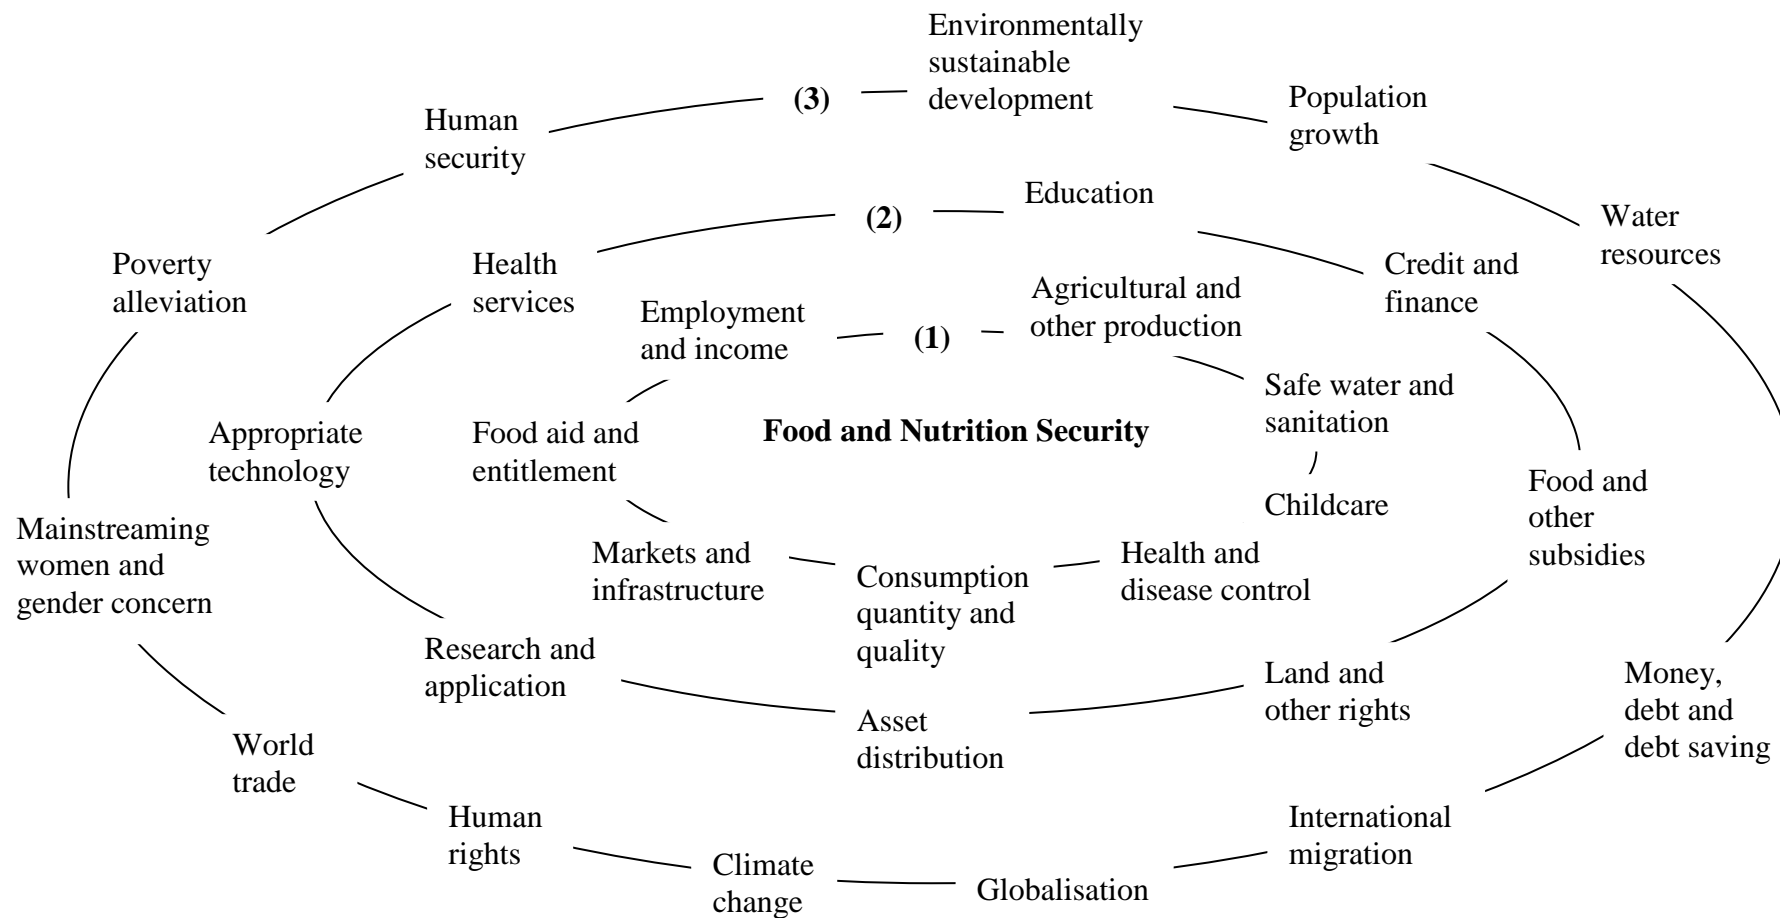 Environmentally
sustainable
development
(3)
Population
growth
Human
security
Education
(2)
Water
resources
Poverty
alleviation
Health
services
Credit and
finance
Agricultural and
other production
Employment
and income
(1)
Safe water and
sanitation
Appropriate
technology
Food aid and
entitlement
Food and Nutrition Security
Food and
other
subsidies
Childcare
Mainstreaming
women and
gender concern
Markets and
infrastructure
Consumption
quantity and
quality
Health and
disease control
Research and
application
Land and
other rights
Money,
debt and
debt saving
Asset
distribution
World
trade
Human
rights
International
migration
Climate
change
Globalisation